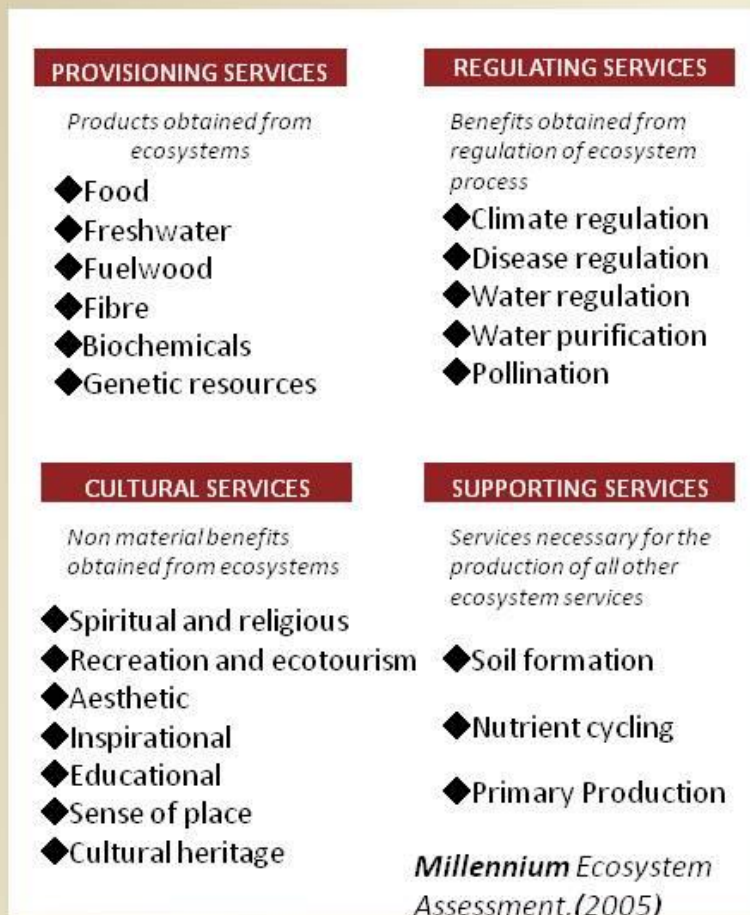 PROVISIONING SERVICES
Products obtained from
ecosystems
◆Food
◆Freshwater
◆Fuelwood
◆Fibre
◆Biochemicals
◆Genetic resources
REGULATING SERVICES
Benefits obtained from
regulation of ecosystem
process
◆Climate regulation
◆Disease regulation
◆Water regulation
◆Water purification
◆Pollination
CULTURAL SERVICES
Non material benefits
obtained from ecosystems
◆Spiritual and religious
◆Recreation and ecotourism
◆Aesthetic
◆Inspirational
◆Educational
◆Sense of place
◆Cultural heritage
SUPPORTING SERVICES
Services necessary for the
production of all other
ecosystem services
◆Soil formation
◆Nutrient cycling
◆Primary Production
Millennium Ecosystem
Assessment.(2005)